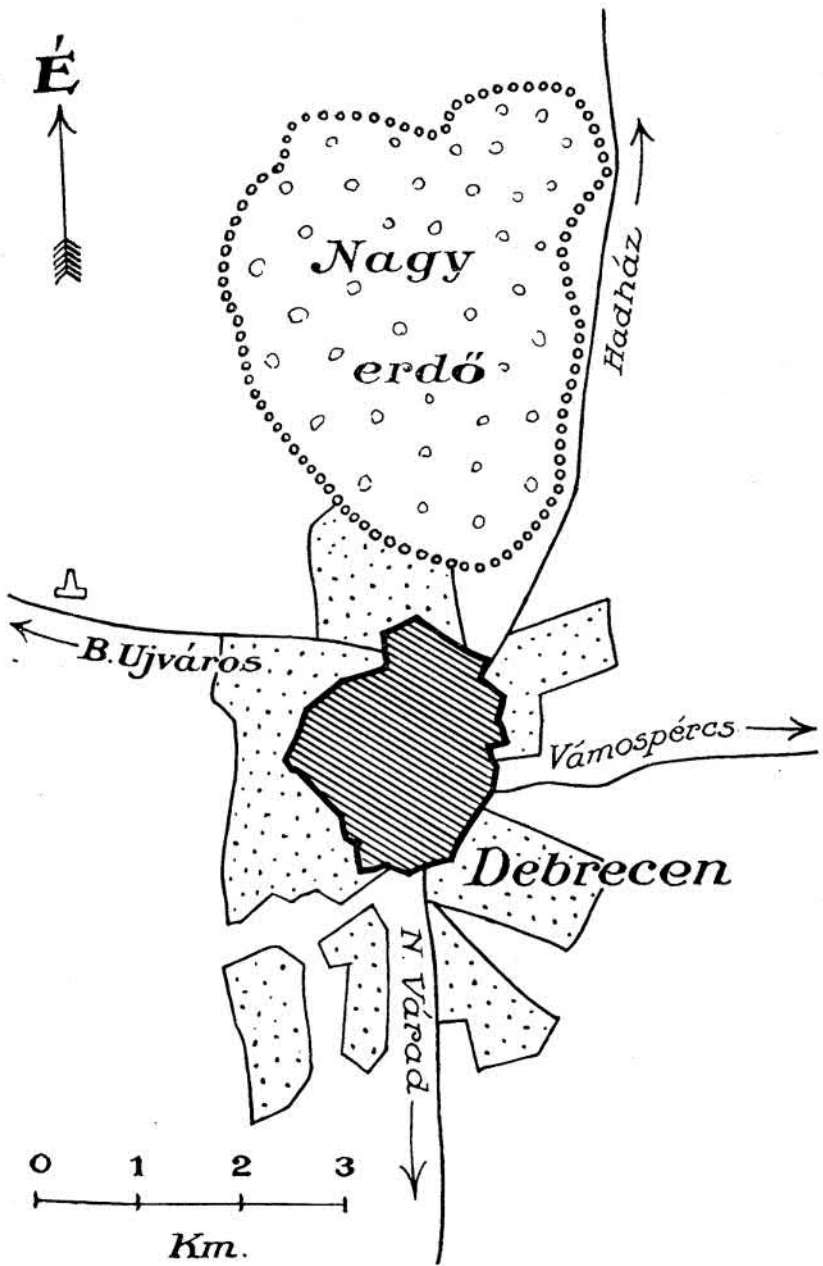 É
Nagy
erdő
Hadház
B. Ujváros
Vámospércs
Debrecen
N. Várad
0 1 2 3
Km.